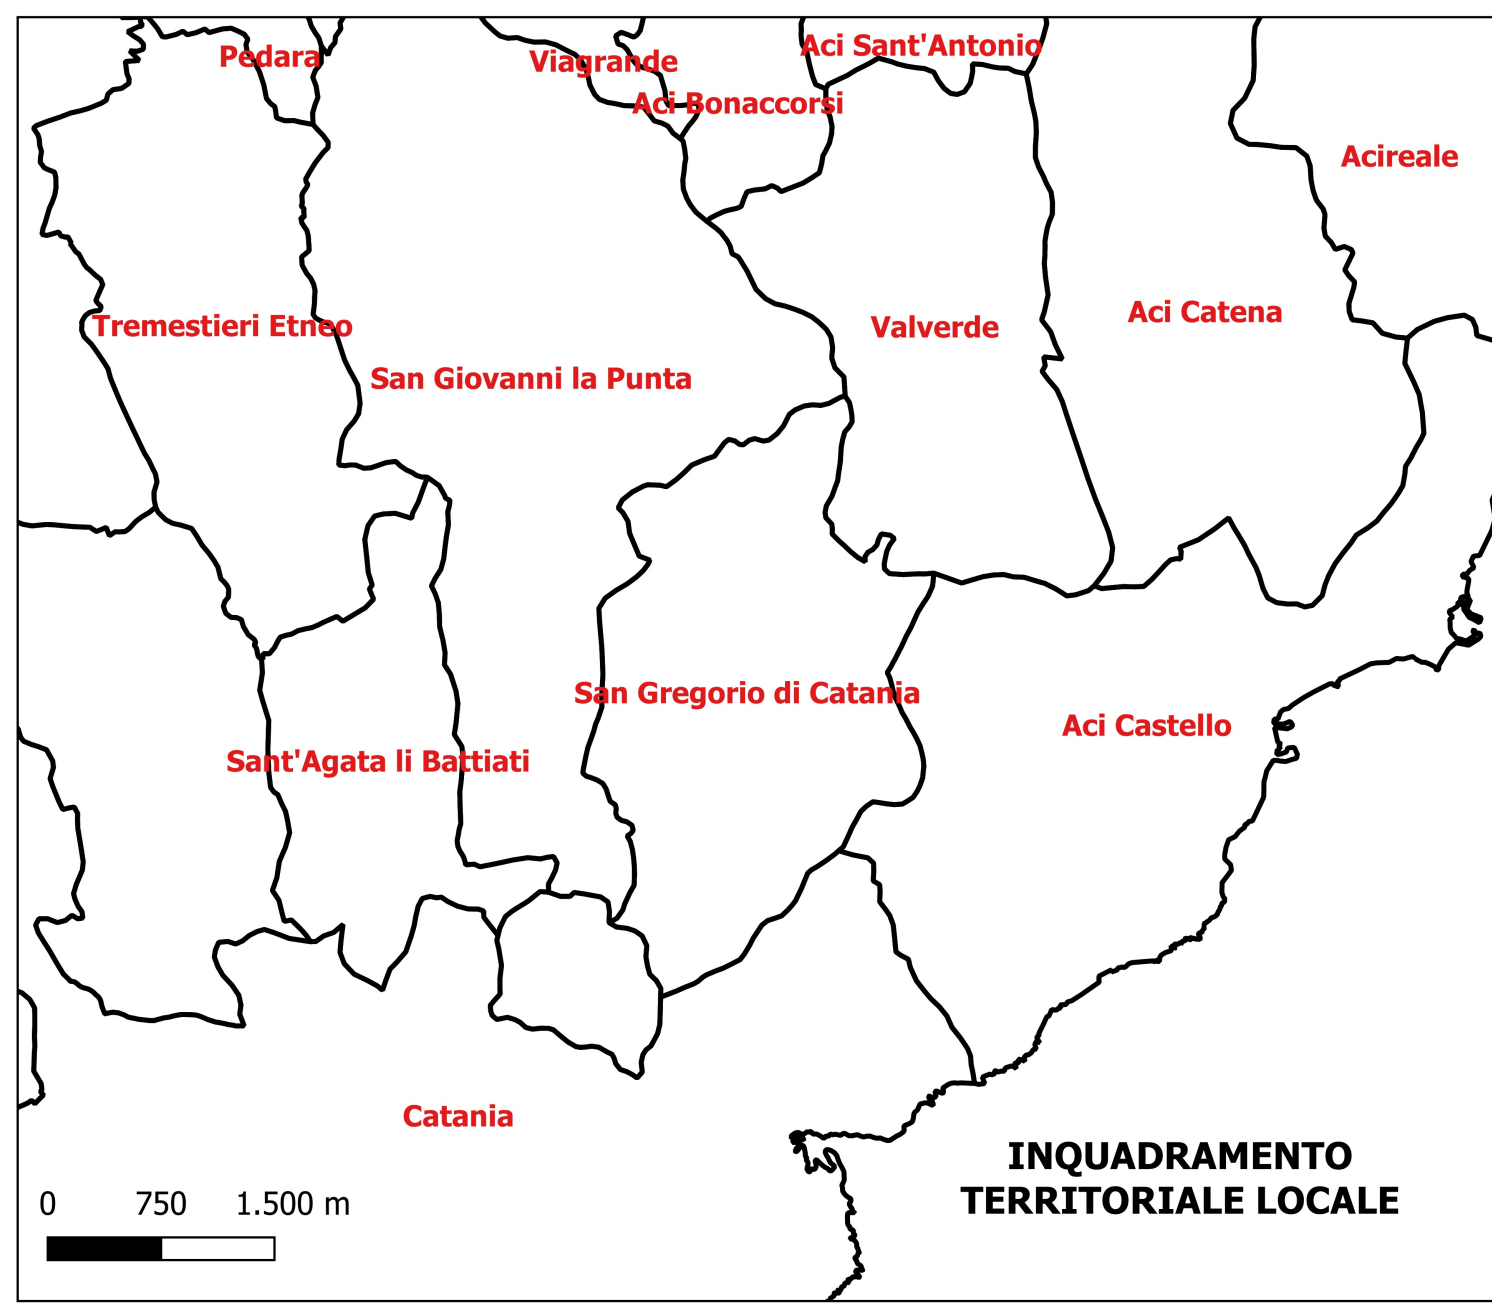 Aci Sant'Antonio
Pedara
Viagrande
Aci Bonaccorsi
Acireale
Aci Catena
Tremestieri Etneo
Valverde
San Giovanni la Punta
San Gregorio di Catania
Aci Castello
Sant'Agata li Battiati
Catania
INQUADRAMENTO
TERRITORIALE LOCALE
0 750 1.500 m